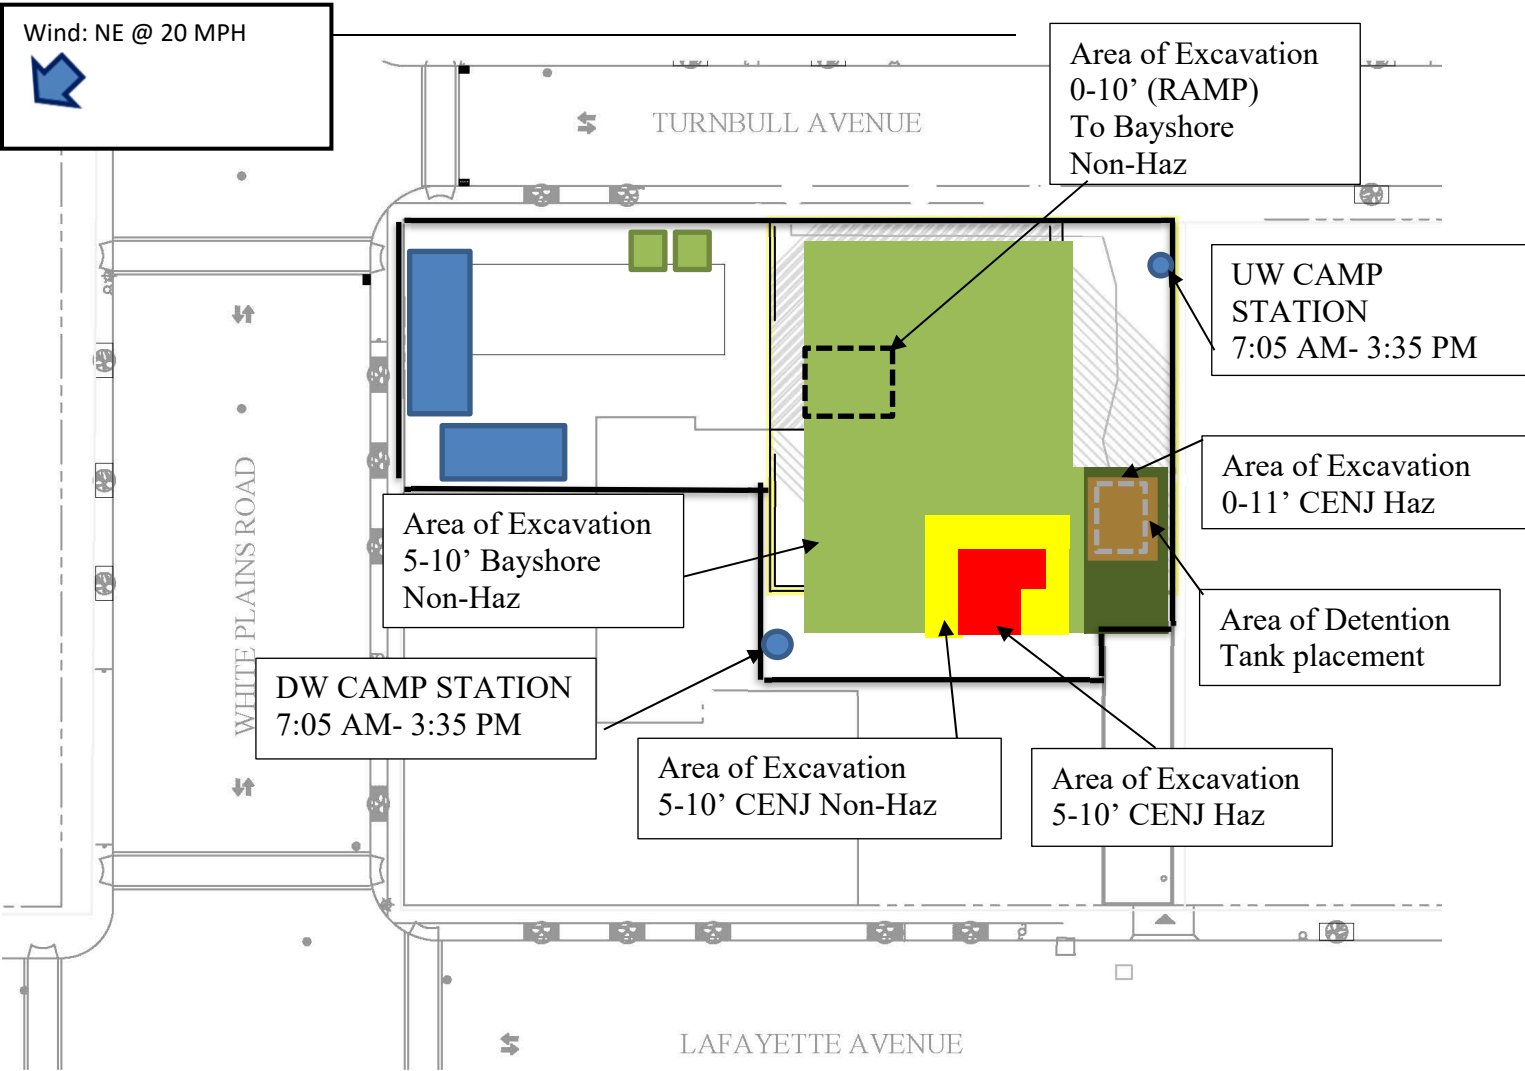 Wind: NE @ 20 MPH
Area of Excavation
0-10’ (RAMP)
To Bayshore
Non-Haz
TURNBULL AVENUE
UW CAMP
STATION
7:05 AM- 3:35 PM
Area of Excavation
0-11’ CENJ Haz
Area of Excavation
5-10’ Bayshore
Non-Haz
WHITE PLAINS ROAD
Area of Detention
Tank placement
DW CAMP STATION
7:05 AM- 3:35 PM
Area of Excavation
5-10’ CENJ Non-Haz
Area of Excavation
5-10’ CENJ Haz
LAFAYETTE AVENUE